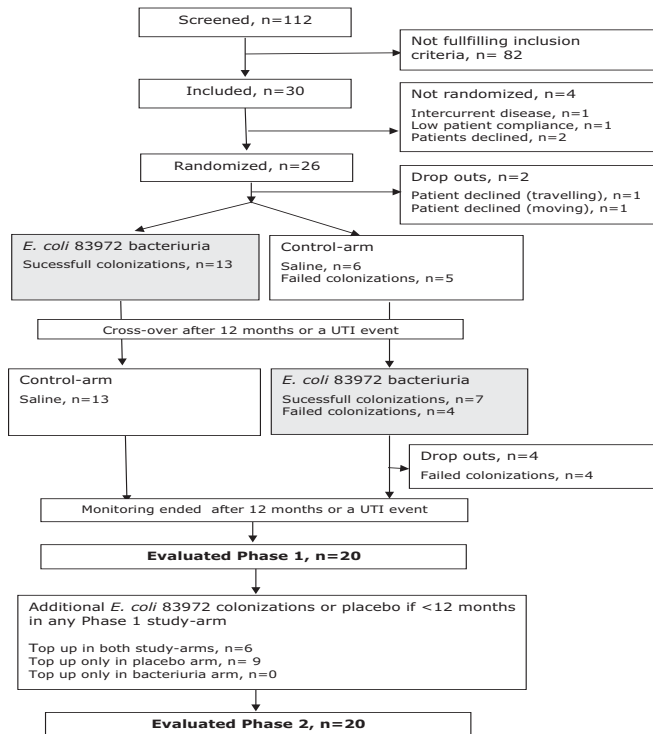 Screened, n=112
Not fullfilling inclusion
criteria, n= 82
Included, n=30
Not randomized, n=4
Intercurrent disease, n=1
Low patient compliance, n=1
Patients declined, n=2
Randomized, n=26
Drop outs, n=2
Patient declined (travelling), n=1
Patient declined (moving), n=1
E. coli 83972 bacteriuria
Sucessfull colonizations, n=13
Control-arm
Saline, n=6
Failed colonizations, n=5
Cross-over after 12 months or a UTI event
Control-arm
Saline, n=13
E. coli 83972 bacteriuria
Sucessfull colonizations, n=7
Failed colonizations, n=4
Drop outs, n=4
Failed colonizations, n=4
Monitoring ended after 12 months or a UTI event
Evaluated Phase 1, n=20
Additional E. coli 83972 colonizations or placebo if <12 months
in any Phase 1 study-arm
Top up in both study-arms, n=6
Top up only in placebo arm, n= 9
Top up only in bacteriuria arm, n=0
Evaluated Phase 2, n=20